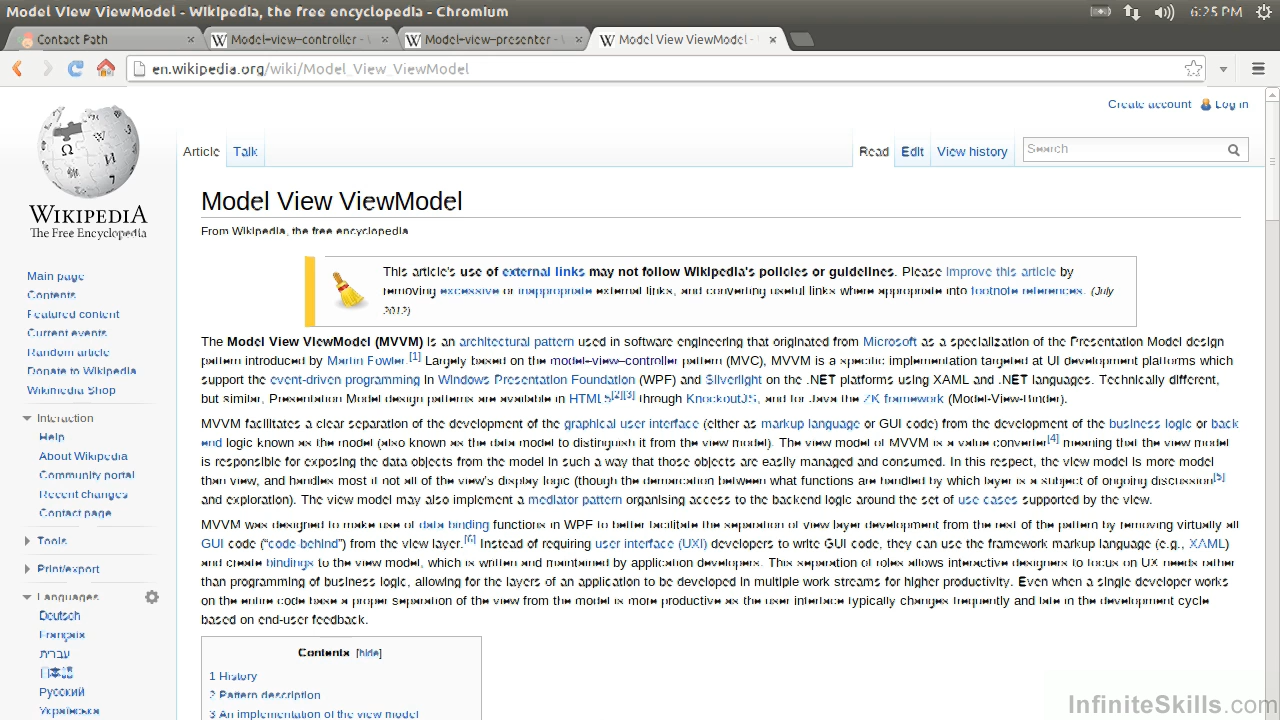 Model View ViewModel - Wikipedia, the free encyclopedia - Chromium
6:25 PM
Contact Path
Model–view–controller -
Model–view–presenter -
Model View ViewModel -
en.wikipedia.org/wiki/Model_View_ViewModel
Create account
Log in
Article
Talk
Read
Edit
View history
Search
WIKIPEDIA
The Free Encyclopedia
Main page
Contents
Featured content
Current events
Random article
Donate to Wikipedia
Wikimedia Shop
Interaction
Help
About Wikipedia
Community portal
Recent changes
Contact page
Tools
Print/export
Languages
Deutsch
Français
עברית
Русский
Українська
Model View ViewModel
From Wikipedia, the free encyclopedia
This article's use of external links may not follow Wikipedia's policies or guidelines. Please improve this article by
removing excessive or inappropriate external links, and converting useful links where appropriate into footnote references. (July
2012)
The Model View ViewModel (MVVM) is an architectural pattern used in software engineering that originated from Microsoft as a specialization of the Presentation Model design
pattern introduced by Martin Fowler.[1] Largely based on the model–view–controller pattern (MVC), MVVM is a specific implementation targeted at UI development platforms which
support the event-driven programming in Windows Presentation Foundation (WPF) and Silverlight on the .NET platforms using XAML and .NET languages. Technically different,
but similar, Presentation Model design patterns are available in HTML5[2][3] through KnockoutJS, and for Java the ZK framework (Model-View-Binder).
MVVM facilitates a clear separation of the development of the graphical user interface (either as markup language or GUI code) from the development of the business logic or back
end logic known as the model (also known as the data model to distinguish it from the view model). The view model of MVVM is a value converter[4] meaning that the view model
is responsible for exposing the data objects from the model in such a way that those objects are easily managed and consumed. In this respect, the view model is more model
than view, and handles most if not all of the view's display logic (though the demarcation between what functions are handled by which layer is a subject of ongoing discussion[5]
and exploration). The view model may also implement a mediator pattern organising access to the backend logic around the set of use cases supported by the view.
MVVM was designed to make use of data binding functions in WPF to better facilitate the separation of view layer development from the rest of the pattern by removing virtually all
GUI code ("code behind") from the view layer.[6] Instead of requiring user interface (UXI) developers to write GUI code, they can use the framework markup language (e.g., XAML)
and create bindings to the view model, which is written and maintained by application developers. This separation of roles allows interactive designers to focus on UX needs rather
than programming of business logic, allowing for the layers of an application to be developed in multiple work streams for higher productivity. Even when a single developer works
on the entire code base a proper separation of the view from the model is more productive as the user interface typically changes frequently and late in the development cycle
based on end-user feedback.
Contents [hide]
1 History
2 Pattern description
3 An implementation of the view model
InfiniteSkills.com